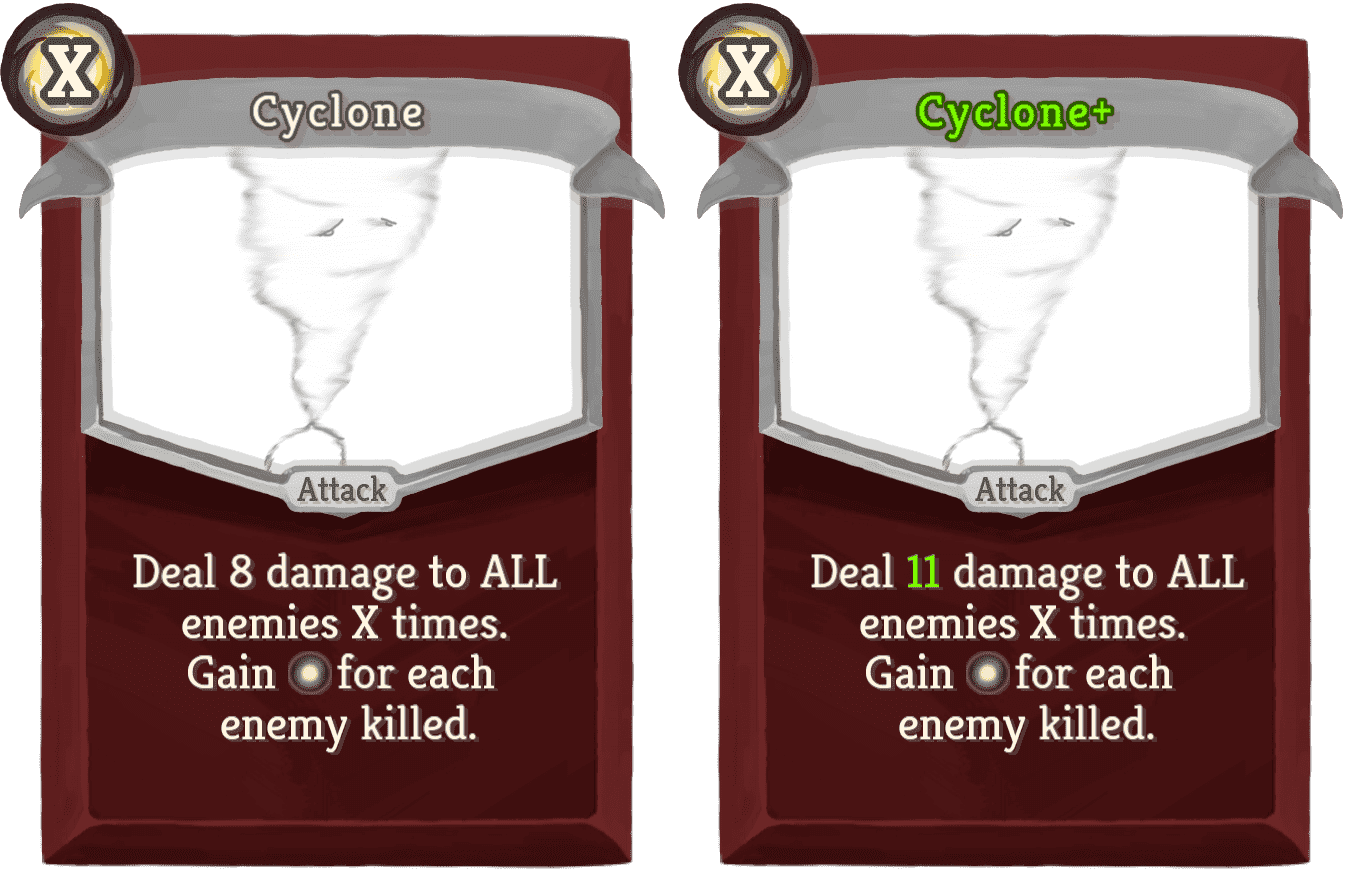 X
Cyclone
Attack
Deal 8 damage to ALL
enemies X times.
Gain for each
enemy killed.
X
Cyclone+
Attack
Deal 11 damage to ALL
enemies X times.
Gain for each
enemy killed.